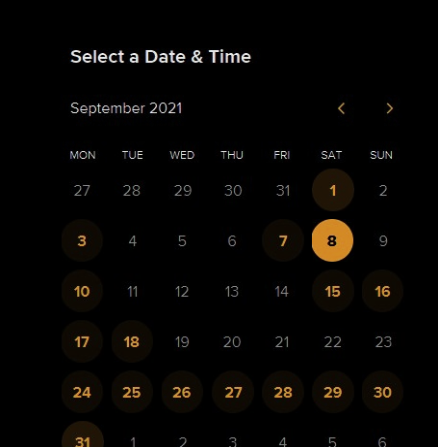 Select a Date & Time
September 2021 < >
MON TUE WED THU FRI SAT SUN
27 28 29 30 31 1 2
3 4 5 6 7 8 9
10 11 12 13 14 15 16
17 18 19 20 21 22 23
24 25 26 27 28 29 30
31 1 2 3 4 5 6